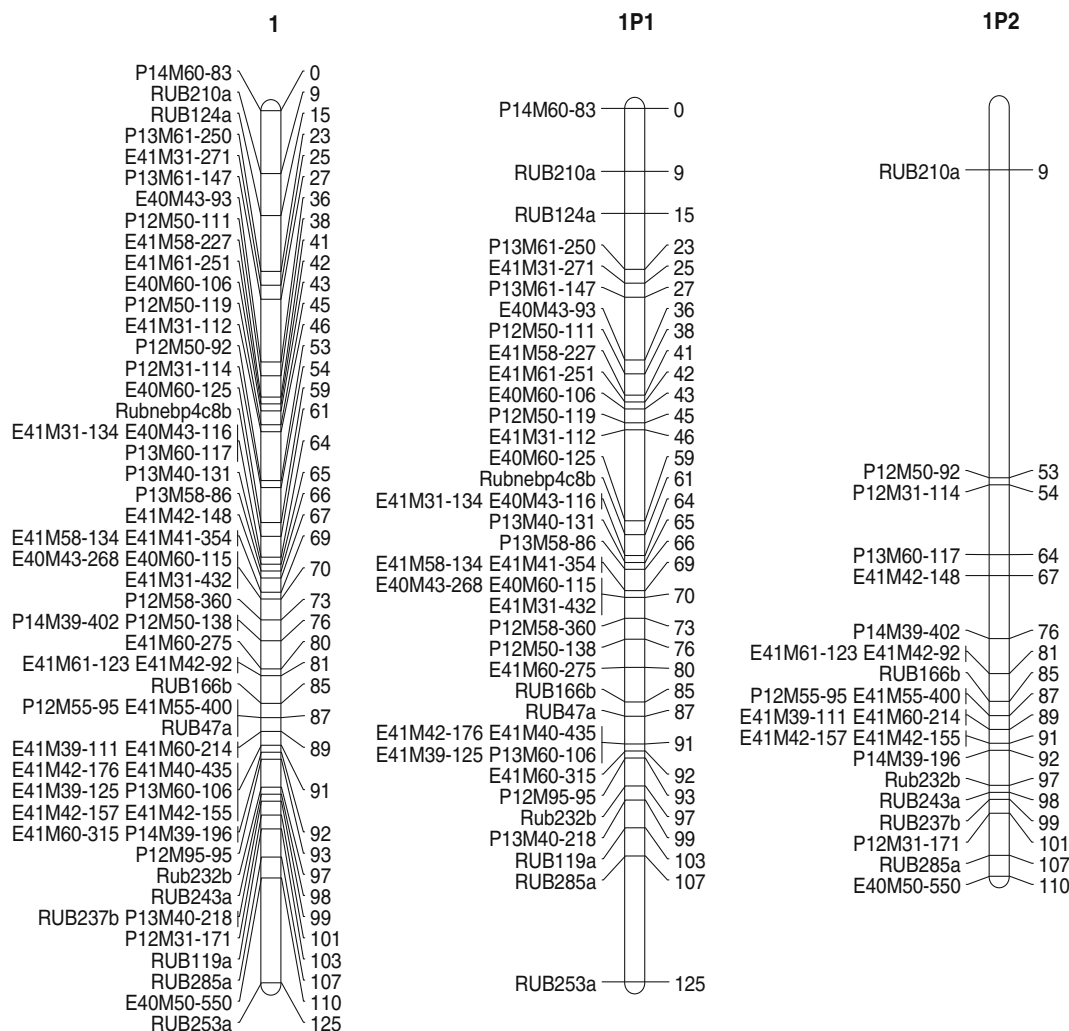 1
P14M60-83 0
RUB210a 9
RUB124a 15
P13M61-250 23
E41M31-271 25
P13M61-147 27
E40M43-93 36
P12M50-111 38
E41M58-227 41
E41M61-251 42
E40M60-106 43
P12M50-119 45
E41M31-112 46
P12M50-92 53
P12M31-114 54
E40M60-125 59
Rubnebp4c8b 61
E41M31-134 E40M43-116 64
P13M60-117
P13M40-131 65
P13M58-86 66
E41M42-148 67
E41M58-134 E41M41-354 69
E40M43-268 E40M60-115 70
E41M31-432
P12M58-360 73
P14M39-402 P12M50-138 76
E41M60-275 80
E41M61-123 E41M42-92 81
RUB166b 85
P12M55-95 E41M55-400 87
RUB47a
E41M39-111 E41M60-214 89
E41M42-176 E41M40-435 91
E41M39-125 P13M60-106
E41M42-157 E41M42-155
E41M60-315 P14M39-196 92
P12M95-95 93
Rub232b 97
RUB243a 98
RUB237b P13M40-218 99
P12M31-171 101
RUB119a 103
RUB285a 107
E40M50-550 110
RUB253a 125
1P1
P14M60-83 0
RUB210a 9
RUB124a 15
P13M61-250 23
E41M31-271 25
P13M61-147 27
E40M43-93 36
P12M50-111 38
E41M58-227 41
E41M61-251 42
E40M60-106 43
P12M50-119 45
E41M31-112 46
E40M60-125 59
Rubnebp4c8b 61
E41M31-134 E40M43-116 64
P13M40-131 65
P13M58-86 66
E41M58-134 E41M41-354 69
E40M43-268 E40M60-115 70
E41M31-432
P12M58-360 73
P12M50-138 76
E41M60-275 80
RUB166b 85
RUB47a 87
E41M42-176 E41M40-435 91
E41M39-125 P13M60-106
E41M60-315 92
P12M95-95 93
Rub232b 97
P13M40-218 99
RUB119a 103
RUB285a 107
RUB253a 125
1P2
RUB210a 9
P12M50-92 53
P12M31-114 54
P13M60-117 64
E41M42-148 67
P14M39-402 76
E41M61-123 E41M42-92 81
RUB166b 85
P12M55-95 E41M55-400 87
E41M39-111 E41M60-214 89
E41M42-157 E41M42-155 91
P14M39-196 92
Rub232b 97
RUB243a 98
RUB237b 99
P12M31-171 101
RUB285a 107
E40M50-550 110